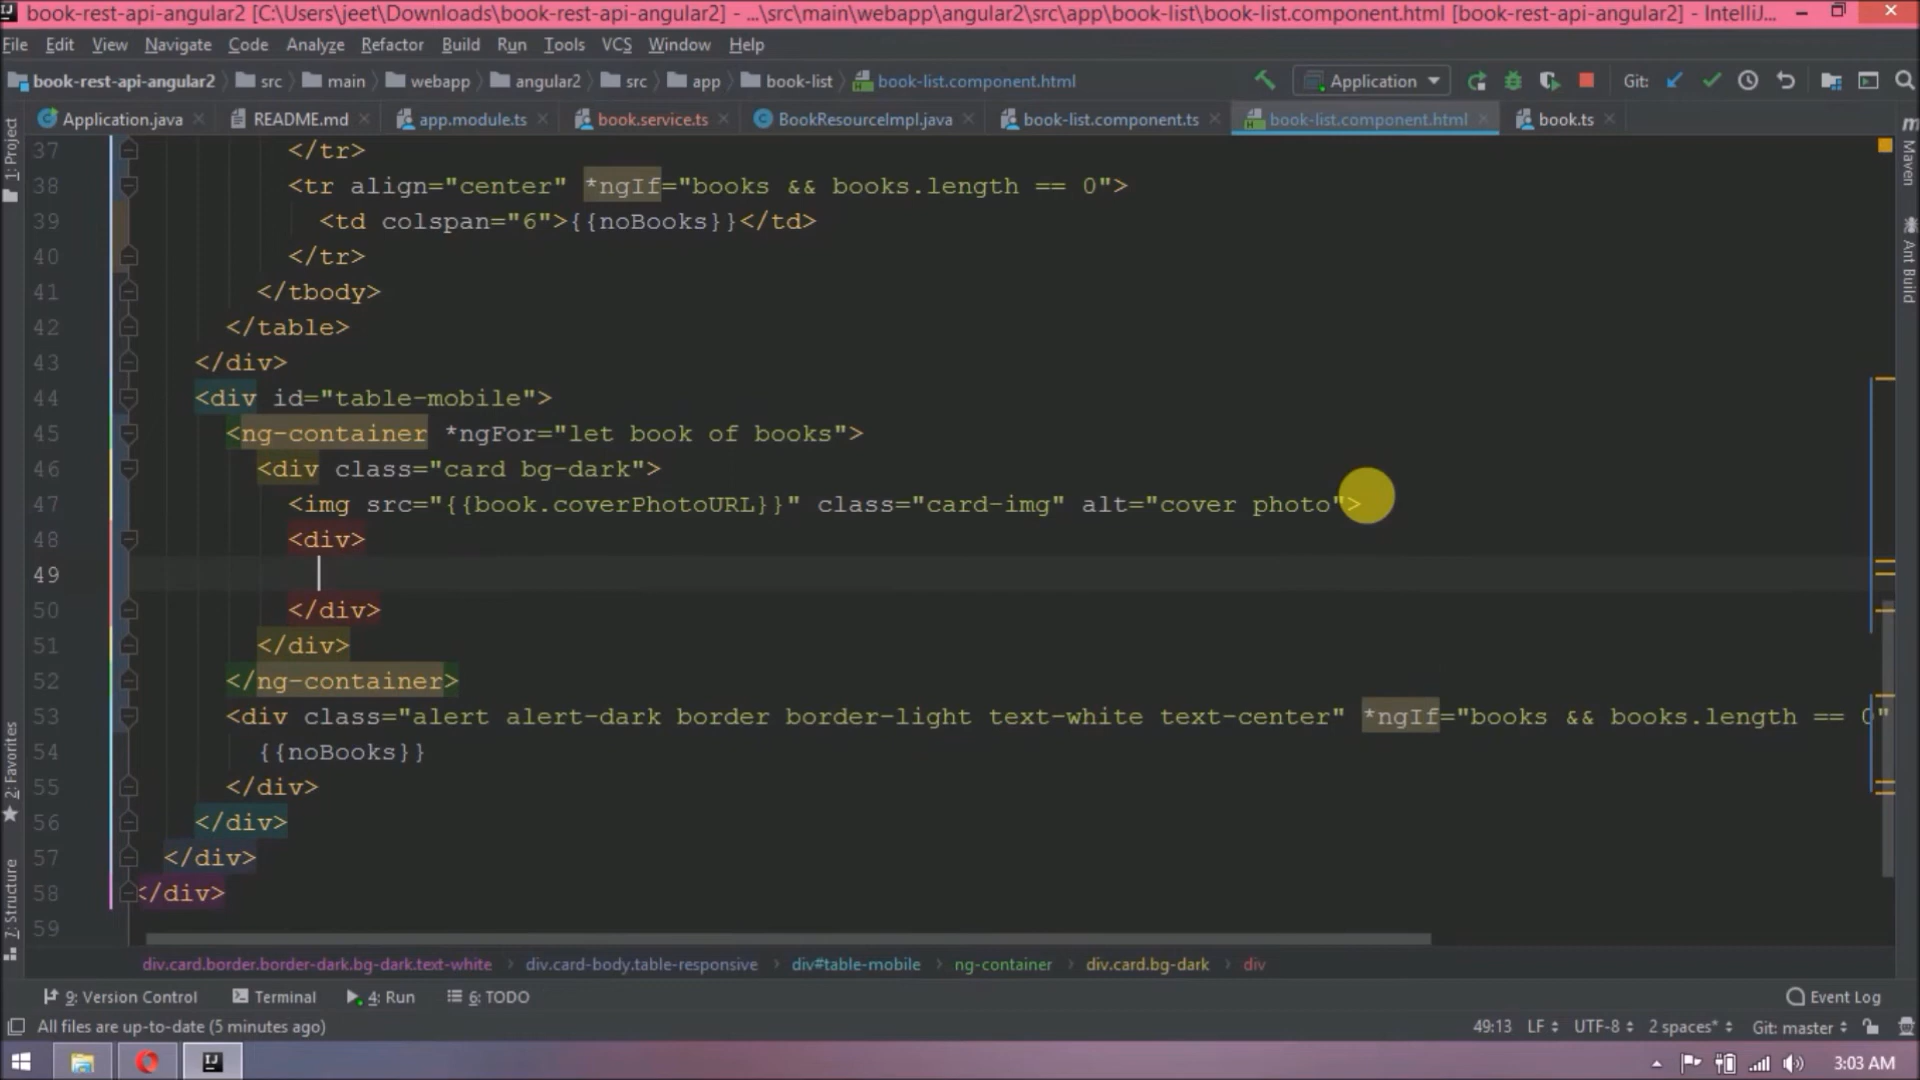 book-rest-api-angular2 [C:\Users\jeet\Downloads\book-rest-api-angular2] - ...\src\main\webapp\angular2\src\app\book-list\book-list.component.html [book-rest-api-angular2] - IntelliJ...
File Edit View Navigate Code Analyze Refactor Build Run Tools VCS Window Help
book-rest-api-angular2 src main webapp angular2 src app book-list book-list.component.html Application Git:
Application.java README.md app.module.ts book.service.ts BookResourceImpl.java book-list.component.ts book-list.component.html book.ts
1: Project
2: Favorites
7: Structure
Maven
Ant Build
37 </tr>
38 <tr align="center" *ngIf="books && books.length == 0">
39 <td colspan="6">{{noBooks}}</td>
40 </tr>
41 </tbody>
42 </table>
43 </div>
44 <div id="table-mobile">
45 <ng-container *ngFor="let book of books">
46 <div class="card bg-dark">
47 <img src="{{book.coverPhotoURL}}" class="card-img" alt="cover photo">
48 <div>
49
50 </div>
51 </div>
52 </ng-container>
53 <div class="alert alert-dark border border-light text-white text-center" *ngIf="books && books.length == 0"
54 {{noBooks}}
55 </div>
56 </div>
57 </div>
58 </div>
59
div.card.border.border-dark.bg-dark.text-white div.card-body.table-responsive div#table-mobile ng-container div.card.bg-dark div
9: Version Control Terminal 4: Run 6: TODO Event Log
All files are up-to-date (5 minutes ago) 49:13 LF UTF-8 2 spaces* Git: master
3:03 AM